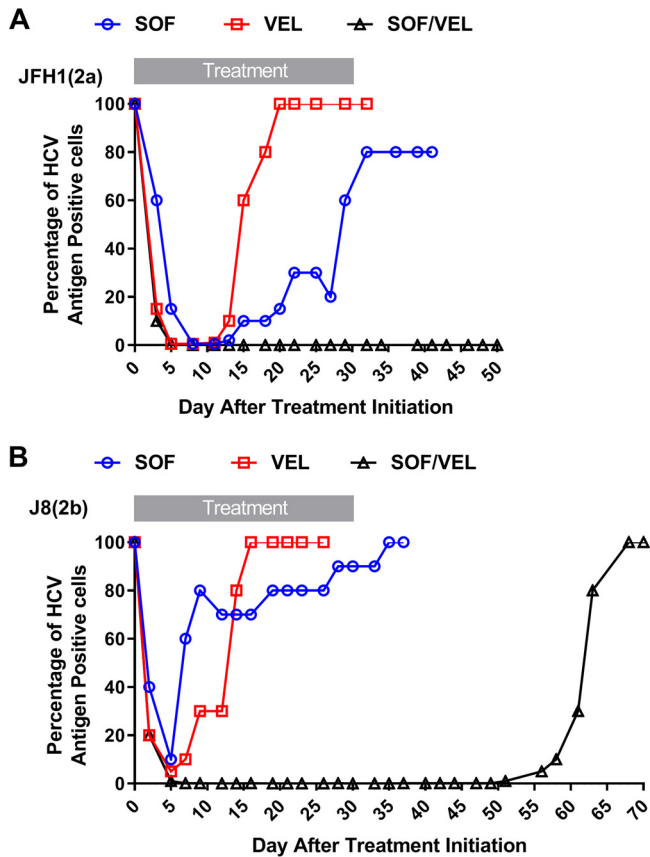 A
SOF VEL SOF/VEL
JFH1(2a)
Treatment
Percentage of HCV
Antigen Positive cells
100
80
60
40
20
0
0 5 10 15 20 25 30 35 40 45 50
Day After Treatment Initiation
B
SOF VEL SOF/VEL
J8(2b)
Treatment
Percentage of HCV
Antigen Positive cells
100
80
60
40
20
0
0 5 10 15 20 25 30 35 40 45 50 55 60 65 70
Day After Treatment Initiation